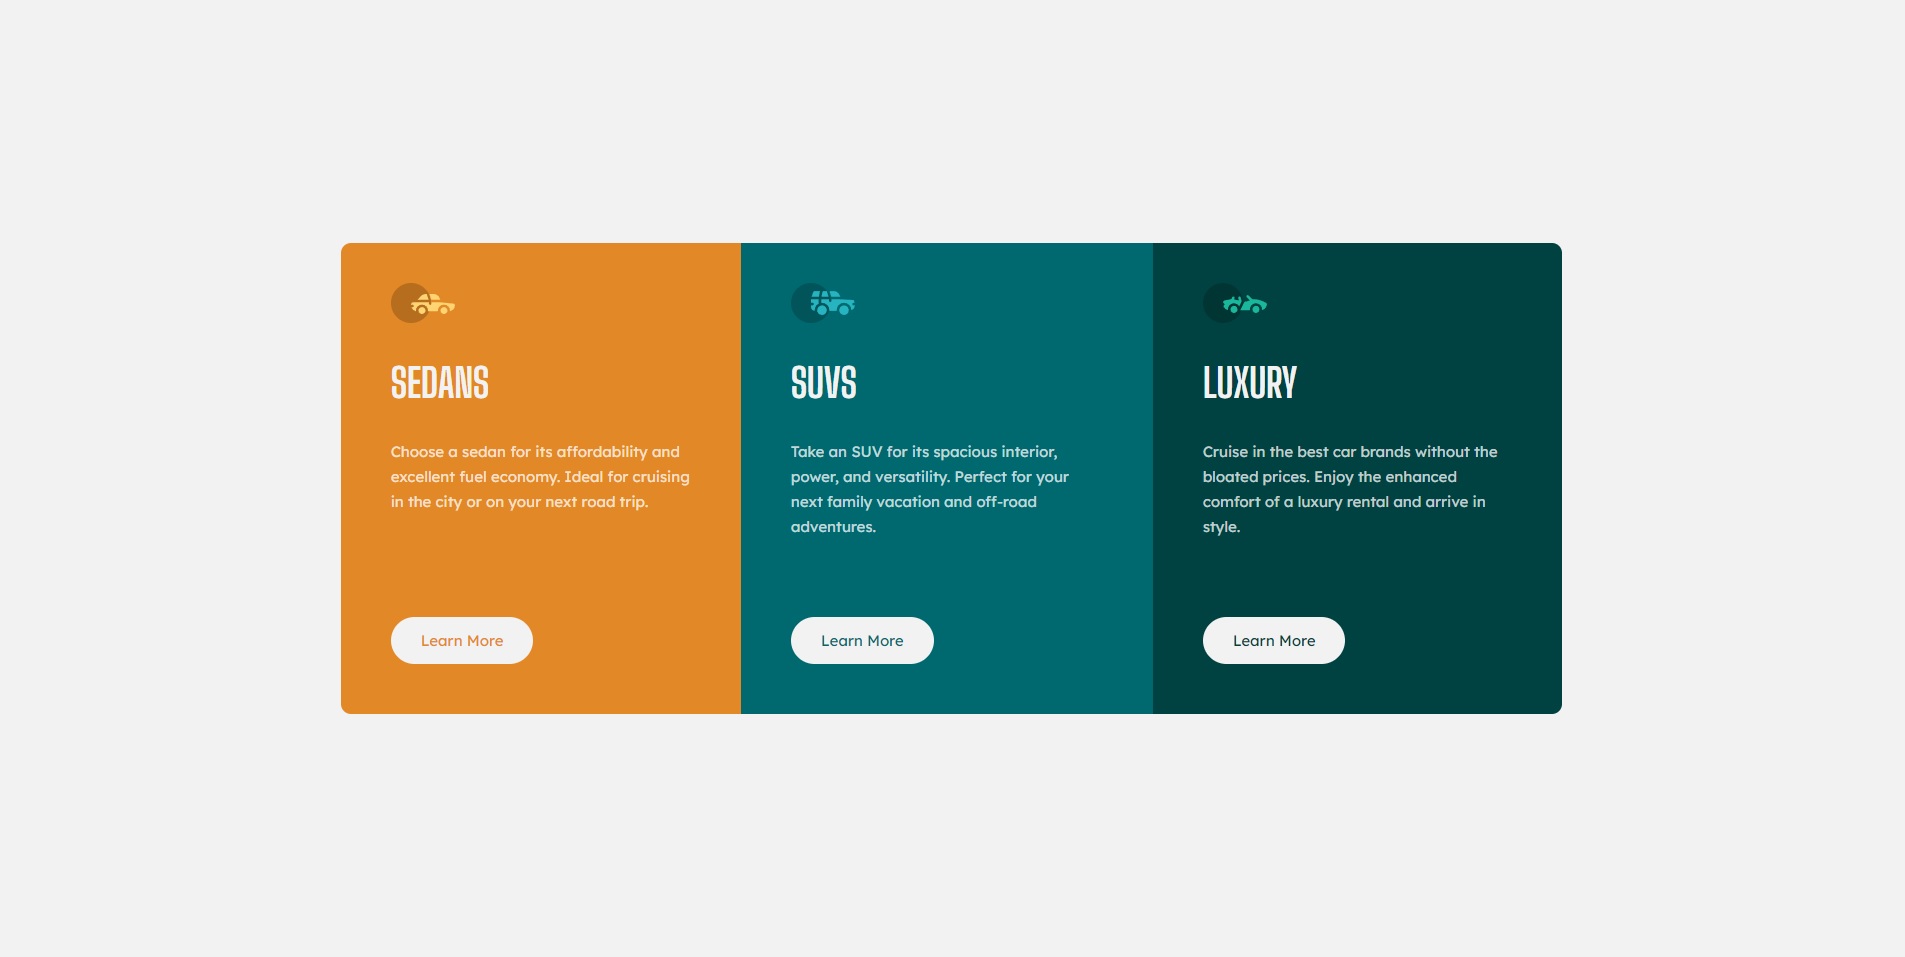 SEDANS
Choose a sedan for its affordability and
excellent fuel economy. Ideal for cruising
in the city or on your next road trip.
Learn More
SUVS
Take an SUV for its spacious interior,
power, and versatility. Perfect for your
next family vacation and off-road
adventures.
Learn More
LUXURY
Cruise in the best car brands without the
bloated prices. Enjoy the enhanced
comfort of a luxury rental and arrive in
style.
Learn More